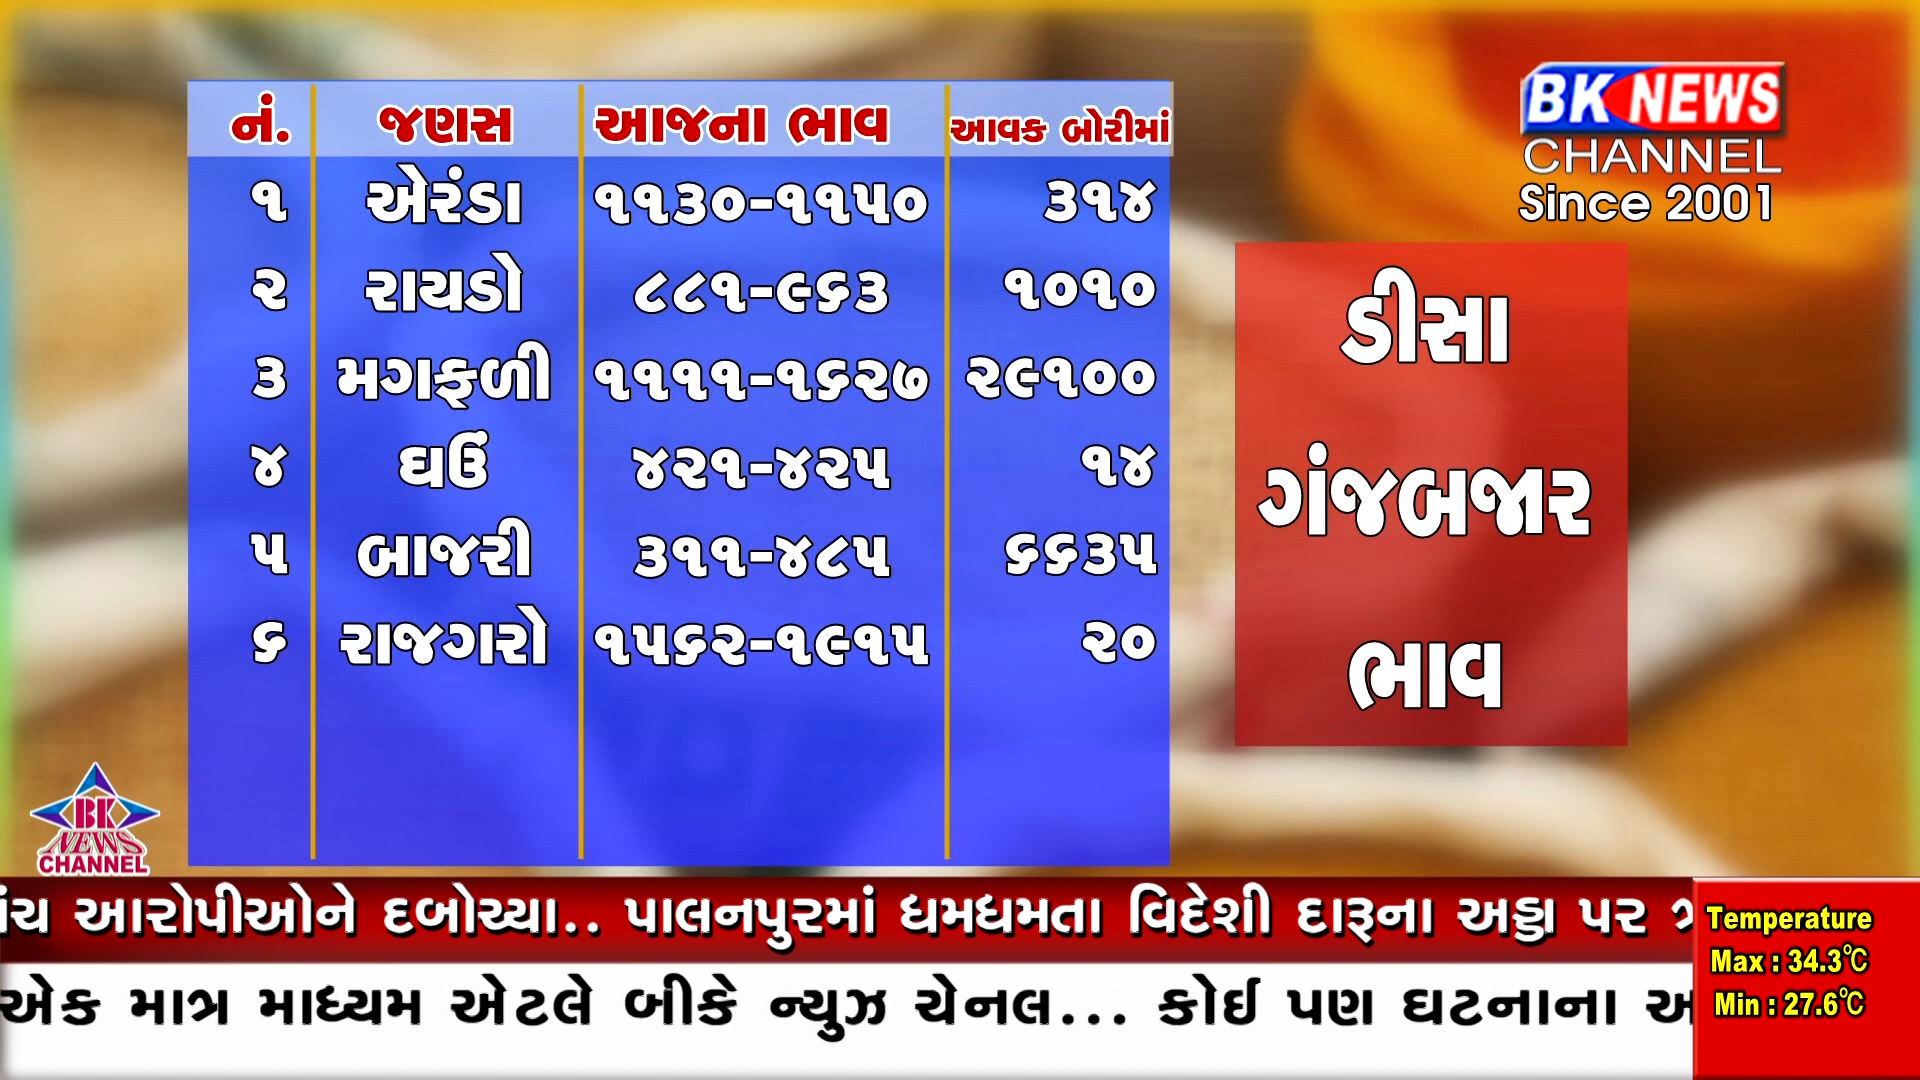 નં. જણસ આજના ભાવ આવક બોરીમાં
૧ એરંડા ૧૧૩૦-૧૧૫૦ ૩૧૪
૨ રાયડો ૮૮૧-૯૬૩ ૧૦૧૦
૩ મગફળી ૧૧૧૧-૧૬૨૭ ૨૯૧૦૦
૪ ઘઉં ૪૨૧-૪૨૫ ૧૪
૫ બાજરી ૩૧૧-૪૮૫ ૬૬૩૫
૬ રાજગરો ૧૫૬૨-૧૯૧૫ ૨૦
BK NEWS
CHANNEL
Since 2001
ડીસા
ગંજબજાર
ભાવ
BK
NEWS
CHANNEL
આરોપીઓને દબોચ્યા.. પાલનપુરમાં ધમધમતા વિદેશી દારૂના અડ્ડા પર
એક માત્ર માધ્યમ એટલે બીકે ન્યુઝ ચેનલ... કોઈ પણ ઘટનાના
Temperature
Max : 34.3℃
Min : 27.6℃